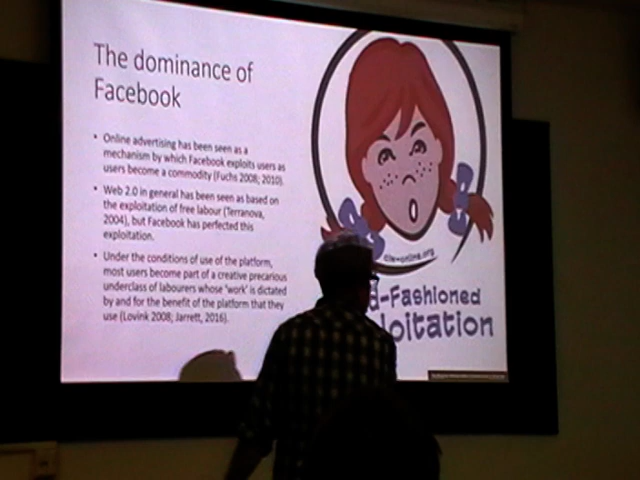 The dominance of
Facebook
• Online advertising has been seen as a
mechanism by which Facebook exploits users as
users become a commodity (Fuchs 2008; 2010).
• Web 2.0 in general has been seen as based on
the exploitation of free labour (Terranova,
2004), but Facebook has perfected this
exploitation.
• Under the conditions of use of the platform,
most users become part of a creative precarious
underclass of labourers whose 'work' is dictated
by and for the benefit of the platform that they
use (Lovink 2008; Jarrett, 2016).
d-Fashioned
loitation